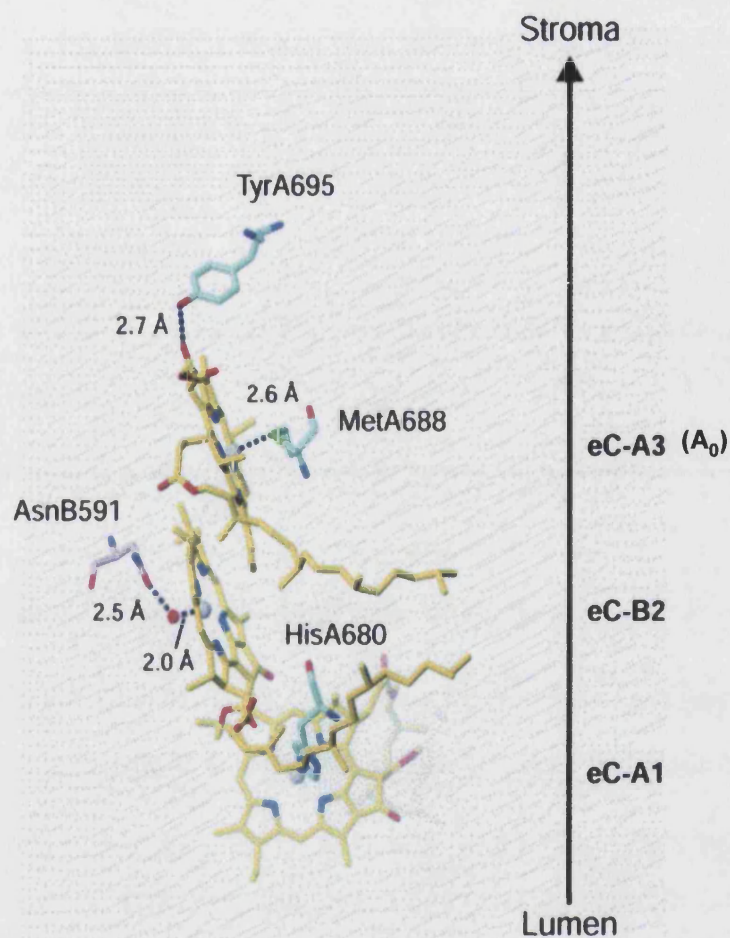 Stroma
TyrA695
2.7 Å
2.6 Å
MetA688
eC-A3 (A₀)
AsnB591
2.5 Å
eC-B2
HisA680
2.0 Å
eC-A1
Lumen